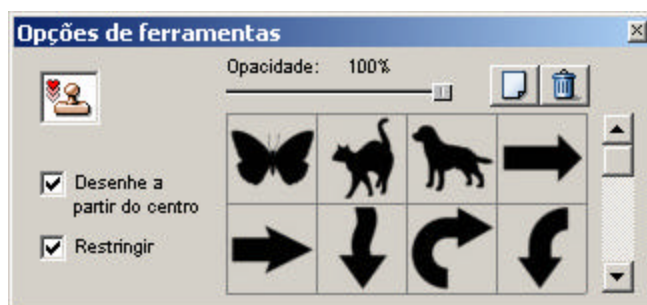 Opções de ferramentas
Opacidade: 100%
Desenhe a
partir do centro
Restringir